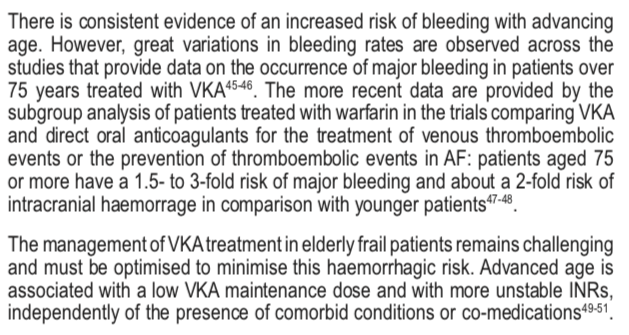 There is consistent evidence of an increased risk of bleeding with advancing
age. However, great variations in bleeding rates are observed across the
studies that provide data on the occurrence of major bleeding in patients over
75 years treated with VKA45-46. The more recent data are provided by the
subgroup analysis of patients treated with warfarin in the trials comparing VKA
and direct oral anticoagulants for the treatment of venous thromboembolic
events or the prevention of thromboembolic events in AF: patients aged 75
or more have a 1.5- to 3-fold risk of major bleeding and about a 2-fold risk of
intracranial haemorrage in comparison with younger patients47-48.
The management of VKA treatment in elderly frail patients remains challenging
and must be optimised to minimise this haemorrhagic risk. Advanced age is
associated with a low VKA maintenance dose and with more unstable INRs,
independently of the presence of comorbid conditions or co-medications49-51.